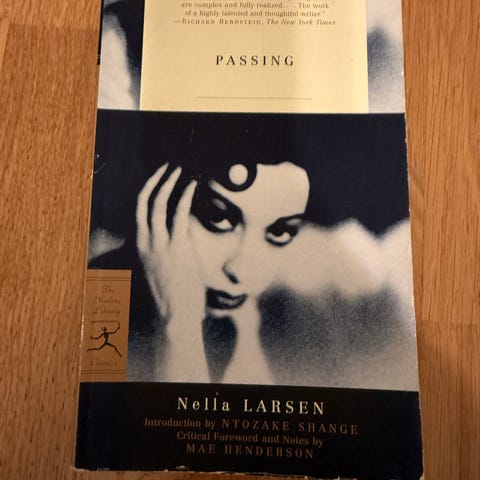 are complex and fully realized. . . . The work
of a highly talented and thoughtful writer."
—RICHARD BERNSTEIN, The New York Times
PASSING
The
Modern
Library
Classics
Nella LARSEN
Introduction by NTOZAKE SHANGE
Critical Foreword and Notes by
MAE HENDERSON